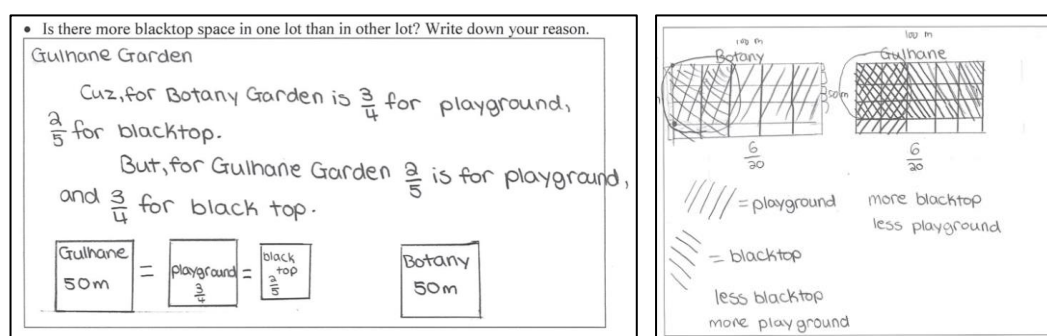 • Is there more blacktop space in one lot than in other lot? Write down your reason.
Gulhane Garden
Cuz, for Botany Garden is 3/4 for playground,
2/5 for blacktop.
But, for Gulhane Garden 2/5 is for playground,
and 3/4 for black top.
Gulhane
50m
=
playground
3/4
=
black
top
2/5
Botany
50m
100 m
Botany
50m
6/20
100 m
Gulhane
6/20
= playground
more blacktop
less playground
= blacktop
less blacktop
more playground